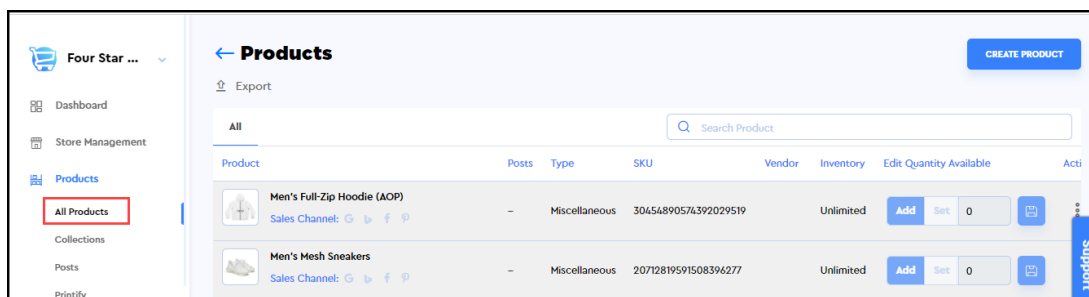 Four Star ...
Dashboard
Store Management
Products
All Products
Collections
Posts
Printify
← Products
CREATE PRODUCT
Export
All
Search Product
Product Posts Type SKU Vendor Inventory Edit Quantity Available Acti
Men's Full-Zip Hoodie (AOP)
Sales Channel:
– Miscellaneous 30454890574392029519 Unlimited Add Set 0
Men's Mesh Sneakers
Sales Channel:
– Miscellaneous 20712819591508396277 Unlimited Add Set 0
Support